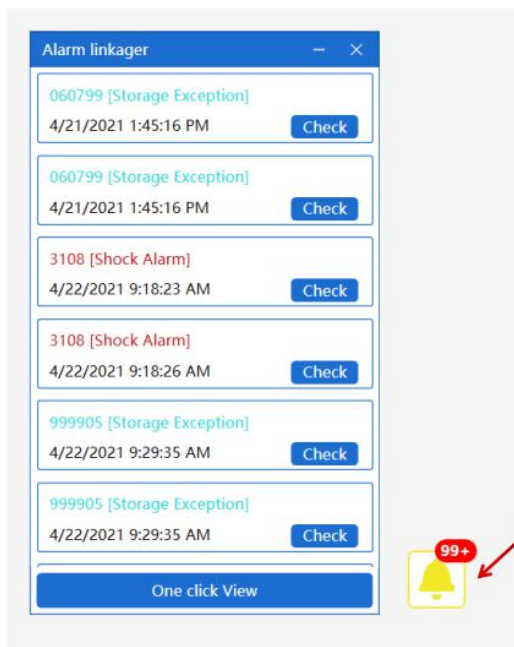 Alarm linkager
060799 [Storage Exception]
4/21/2021 1:45:16 PM Check
060799 [Storage Exception]
4/21/2021 1:45:16 PM Check
3108 [Shock Alarm]
4/22/2021 9:18:23 AM Check
3108 [Shock Alarm]
4/22/2021 9:18:26 AM Check
999905 [Storage Exception]
4/22/2021 9:29:35 AM Check
999905 [Storage Exception]
4/22/2021 9:29:35 AM Check
99+
One click View